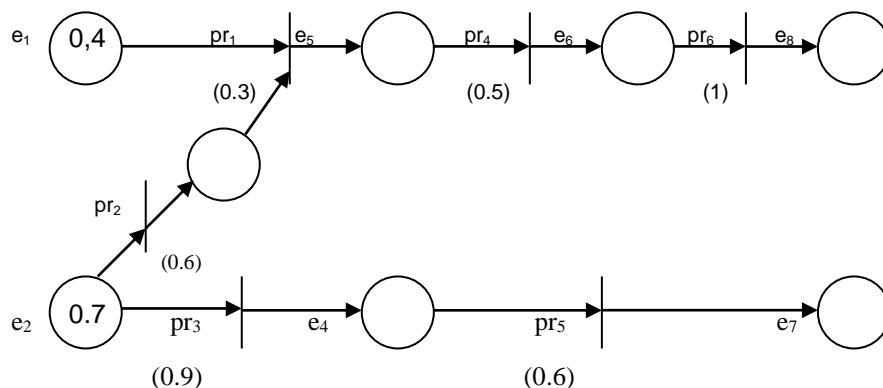 e₁ 0,4 pr₁ e₅ pr₄ e₆ pr₆ e₈
(0.3) (0.5) (1)
pr₂
(0.6)
e₂ 0.7 pr₃ e₄ pr₅ e₇
(0.9) (0.6)